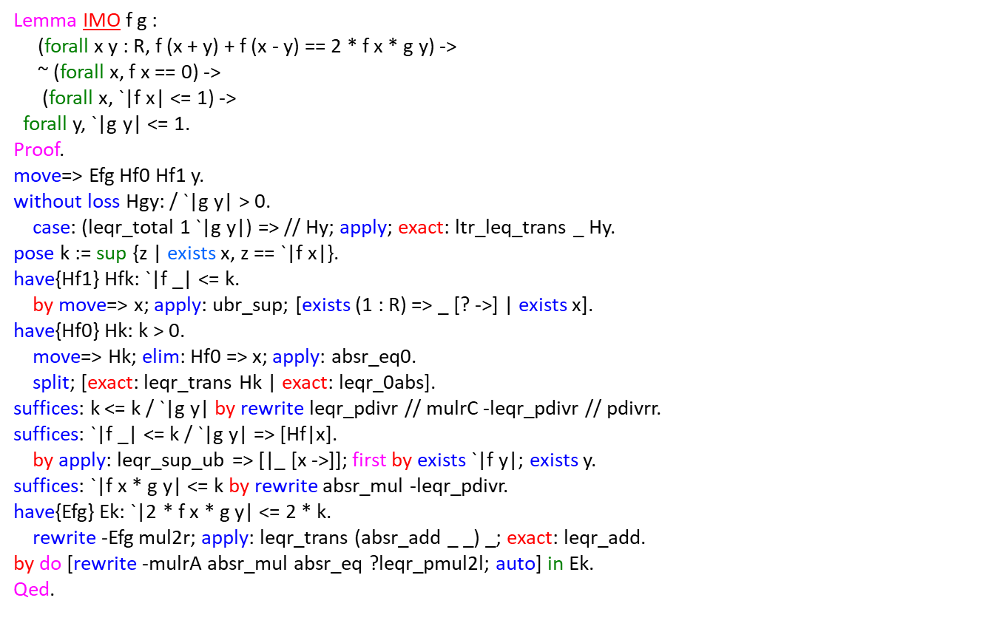 Lemma IMO f g :
(forall x y : R, f (x + y) + f (x - y) == 2 * f x * g y) ->
~ (forall x, f x == 0) ->
(forall x, `|f x| <= 1) ->
forall y, `|g y| <= 1.
Proof.
move=> Efg Hf0 Hf1 y.
without loss Hgy: / `|g y| > 0.
case: (leqr_total 1 `|g y|) => // Hy; apply; exact: ltr_leq_trans _ Hy.
pose k := sup {z | exists x, z == `|f x|}.
have{Hf1} Hfk: `|f _| <= k.
by move=> x; apply: ubr_sup; [exists (1 : R) => _ [? ->] | exists x].
have{Hf0} Hk: k > 0.
move=> Hk; elim: Hf0 => x; apply: absr_eq0.
split; [exact: leqr_trans Hk | exact: leqr_0abs].
suffices: k <= k / `|g y| by rewrite leqr_pdivr // mulrC -leqr_pdivr // pdivrr.
suffices: `|f _| <= k / `|g y| => [Hf|x].
by apply: leqr_sup_ub => [|_ [x ->]]; first by exists `|f y|; exists y.
suffices: `|f x * g y| <= k by rewrite absr_mul -leqr_pdivr.
have{Efg} Ek: `|2 * f x * g y| <= 2 * k.
rewrite -Efg mul2r; apply: leqr_trans (absr_add _ _) _; exact: leqr_add.
by do [rewrite -mulrA absr_mul absr_eq ?leqr_pmul2l; auto] in Ek.
Qed.